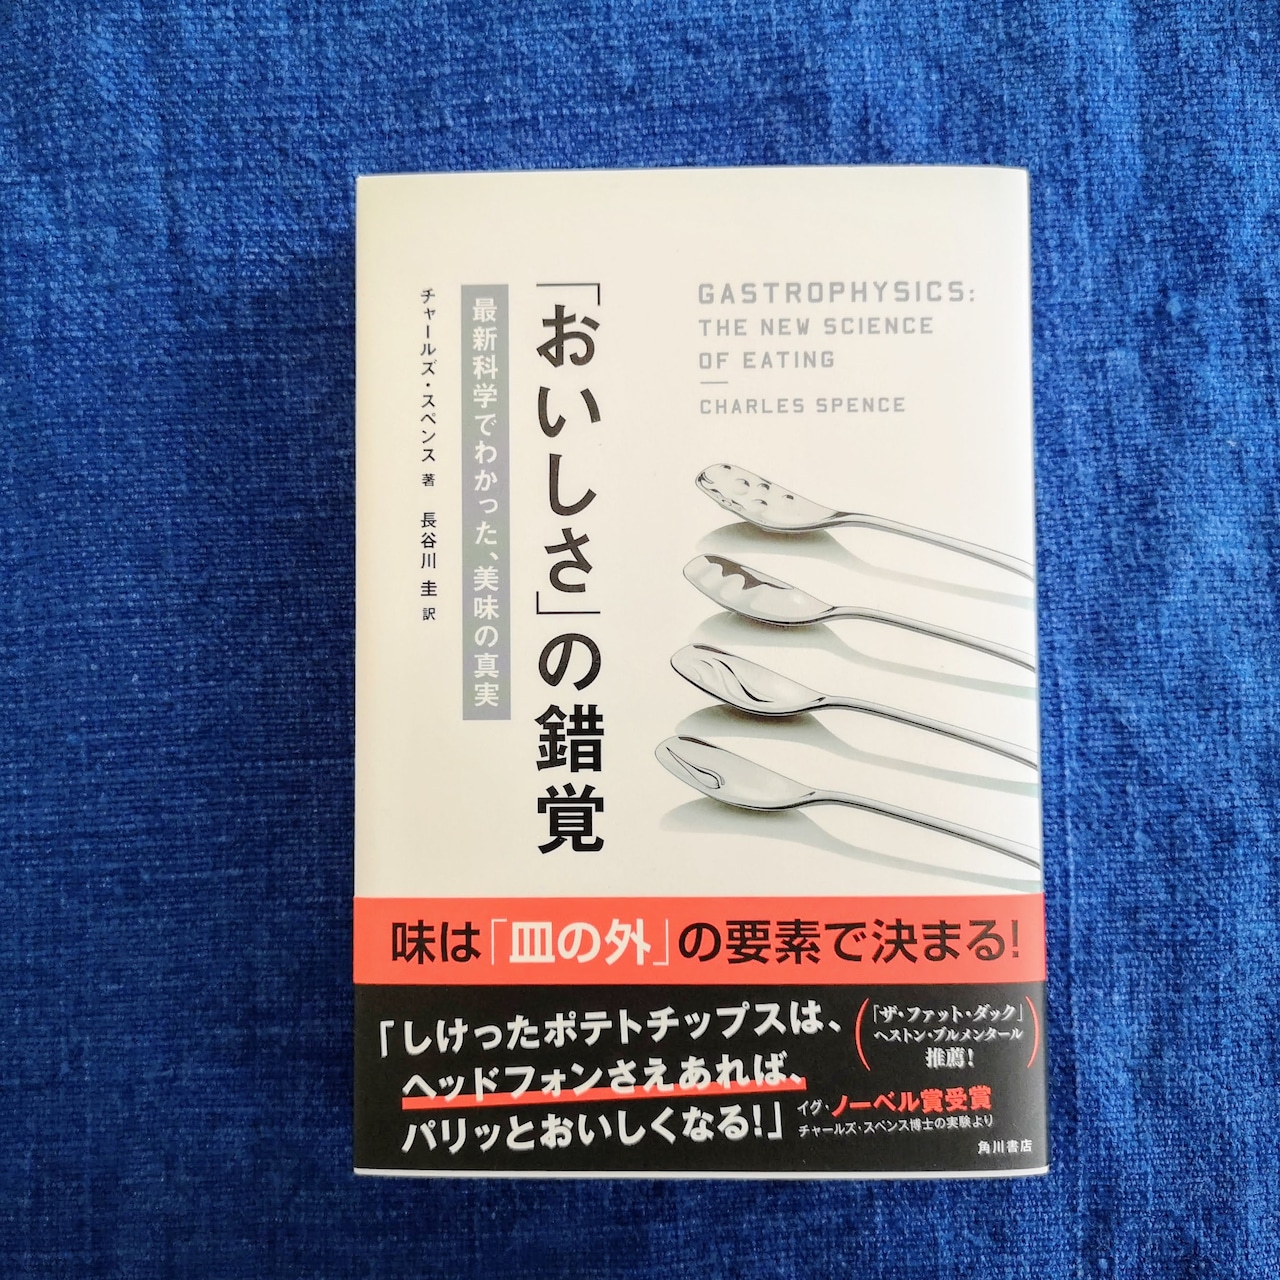 GASTROPHYSICS:
THE NEW SCIENCE
OF EATING
CHARLES SPENCE
「おいしさ」の錯覚
最新科学でわかった、美味の真実
チャールズ・スペンス 著 長谷川 圭 訳
味は「皿の外」の要素で決まる!
「しけったポテトチップスは、
ヘッドフォンさえあれば、
パリッとおいしくなる!」
「ザ・ファット・ダック」
ヘストン・ブルメンタール
推薦!
イグ・ノーベル賞受賞
チャールズ・スペンス博士の実験より
角川書店